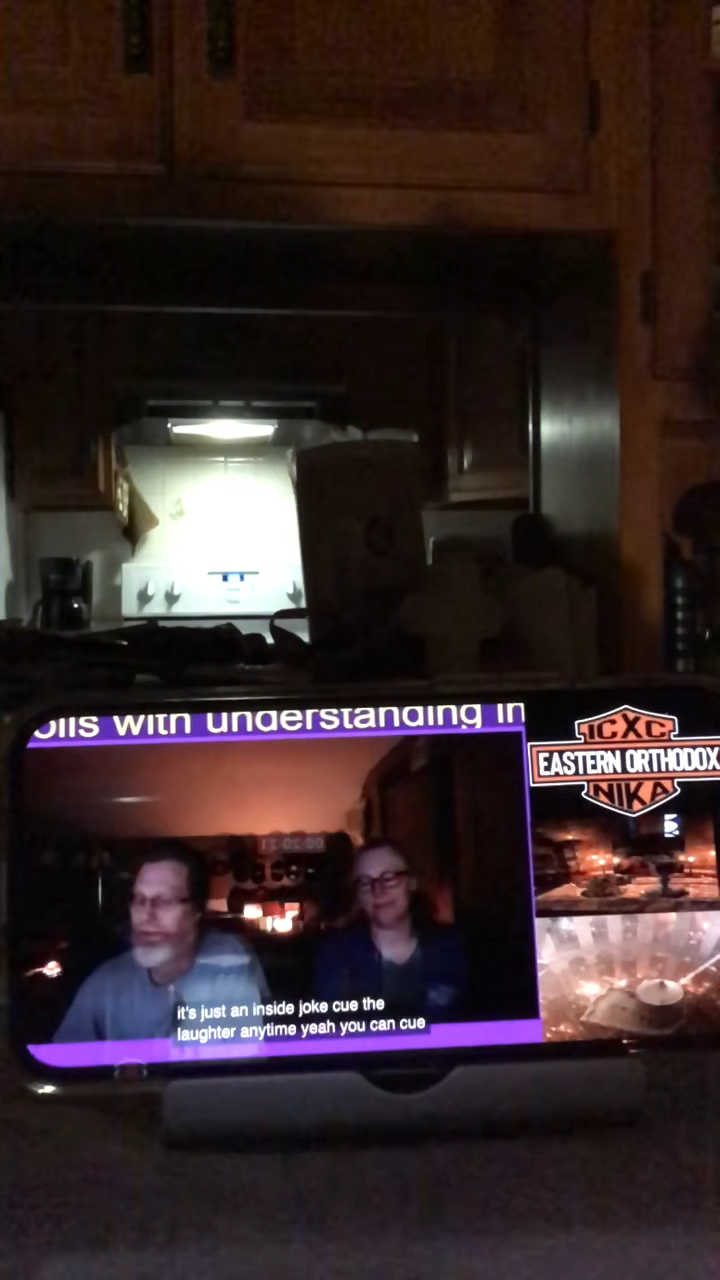 olls with understanding in
ICXC
EASTERN ORTHODOX
NIKA
it's just an inside joke cue the
laughter anytime yeah you can cue